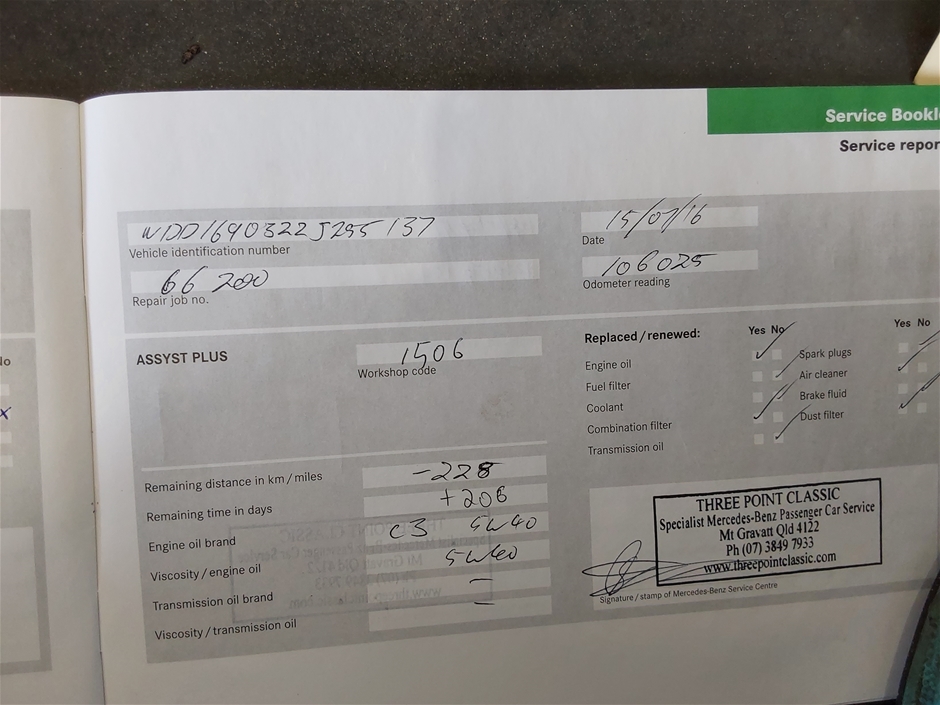 Service Bookl
Service repor
WDD1690322J295137
Vehicle identification number
15/07/16
Date
66 200
Repair job no.
106025
Odometer reading
ASSYST PLUS
1506
Workshop code
Replaced / renewed:
Yes No
Yes No
Engine oil
Spark plugs
Fuel filter
Air cleaner
Coolant
Brake fluid
Combination filter
Dust filter
Transmission oil
Remaining distance in km / miles
-228
Remaining time in days
+206
Engine oil brand
C3 5W40
Viscosity / engine oil
5W40
Transmission oil brand
–
Viscosity / transmission oil
–
THREE POINT CLASSIC
Specialist Mercedes-Benz Passenger Car Service
Mt Gravatt Qld 4122
Ph (07) 3849 7933
www.threepointclassic.com
Signature / stamp of Mercedes-Benz Service Centre